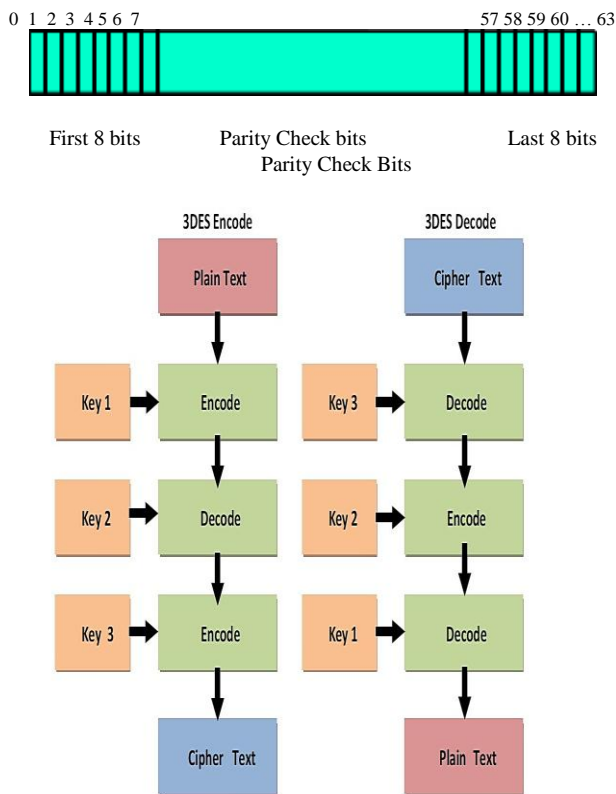 0 1 2 3 4 5 6 7 57 58 59 60 … 63
First 8 bits Parity Check bits Last 8 bits
Parity Check Bits
3DES Encode 3DES Decode
Plain Text Cipher Text
Key 1 Encode Key 3 Decode
Key 2 Decode Key 2 Encode
Key 3 Encode Key 1 Decode
Cipher Text Plain Text